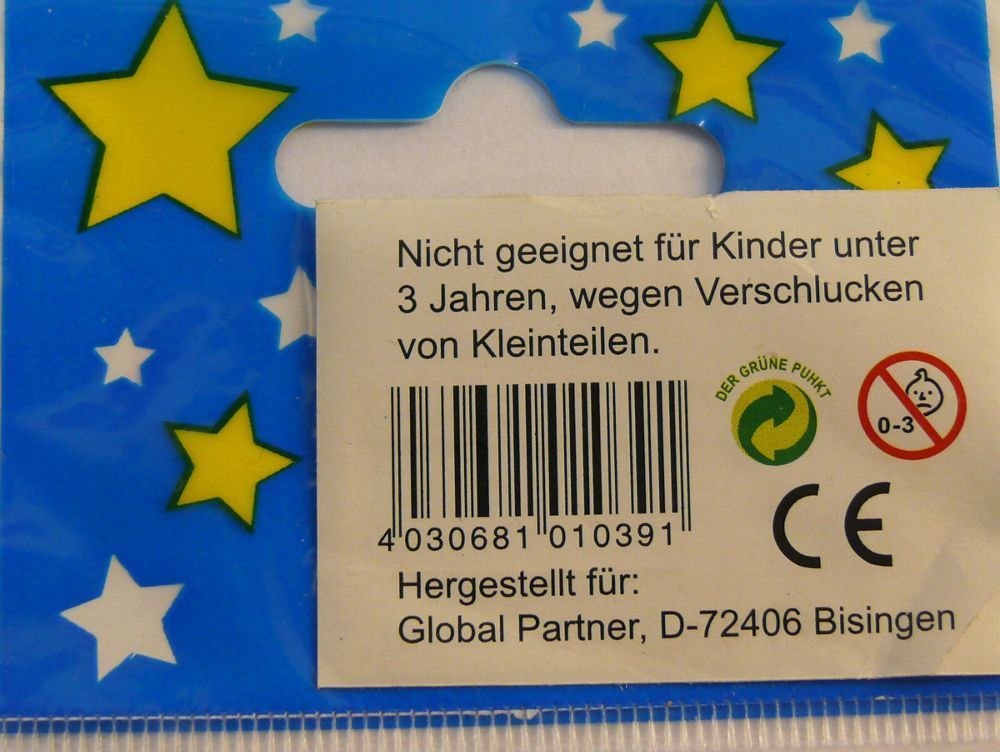 Nicht geeignet für Kinder unter
3 Jahren, wegen Verschlucken
von Kleinteilen.
DER GRÜNE PUHKT
0-3
CE
4 030681 010391
Hergestellt für:
Global Partner, D-72406 Bisingen